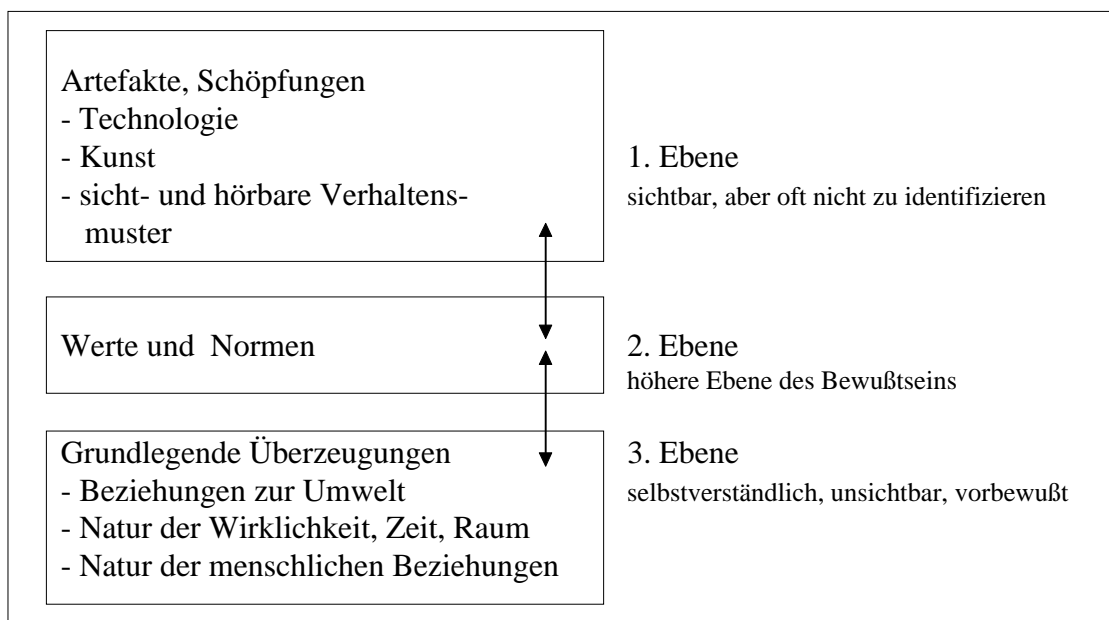 Artefakte, Schöpfungen
- Technologie
- Kunst
- sicht- und hörbare Verhaltens-
muster
1. Ebene
sichtbar, aber oft nicht zu identifizieren
Werte und  Normen
2. Ebene
höhere Ebene des Bewußtseins
Grundlegende Überzeugungen
- Beziehungen zur Umwelt
- Natur der Wirklichkeit, Zeit, Raum
- Natur der menschlichen Beziehungen
3. Ebene
selbstverständlich, unsichtbar, vorbewußt